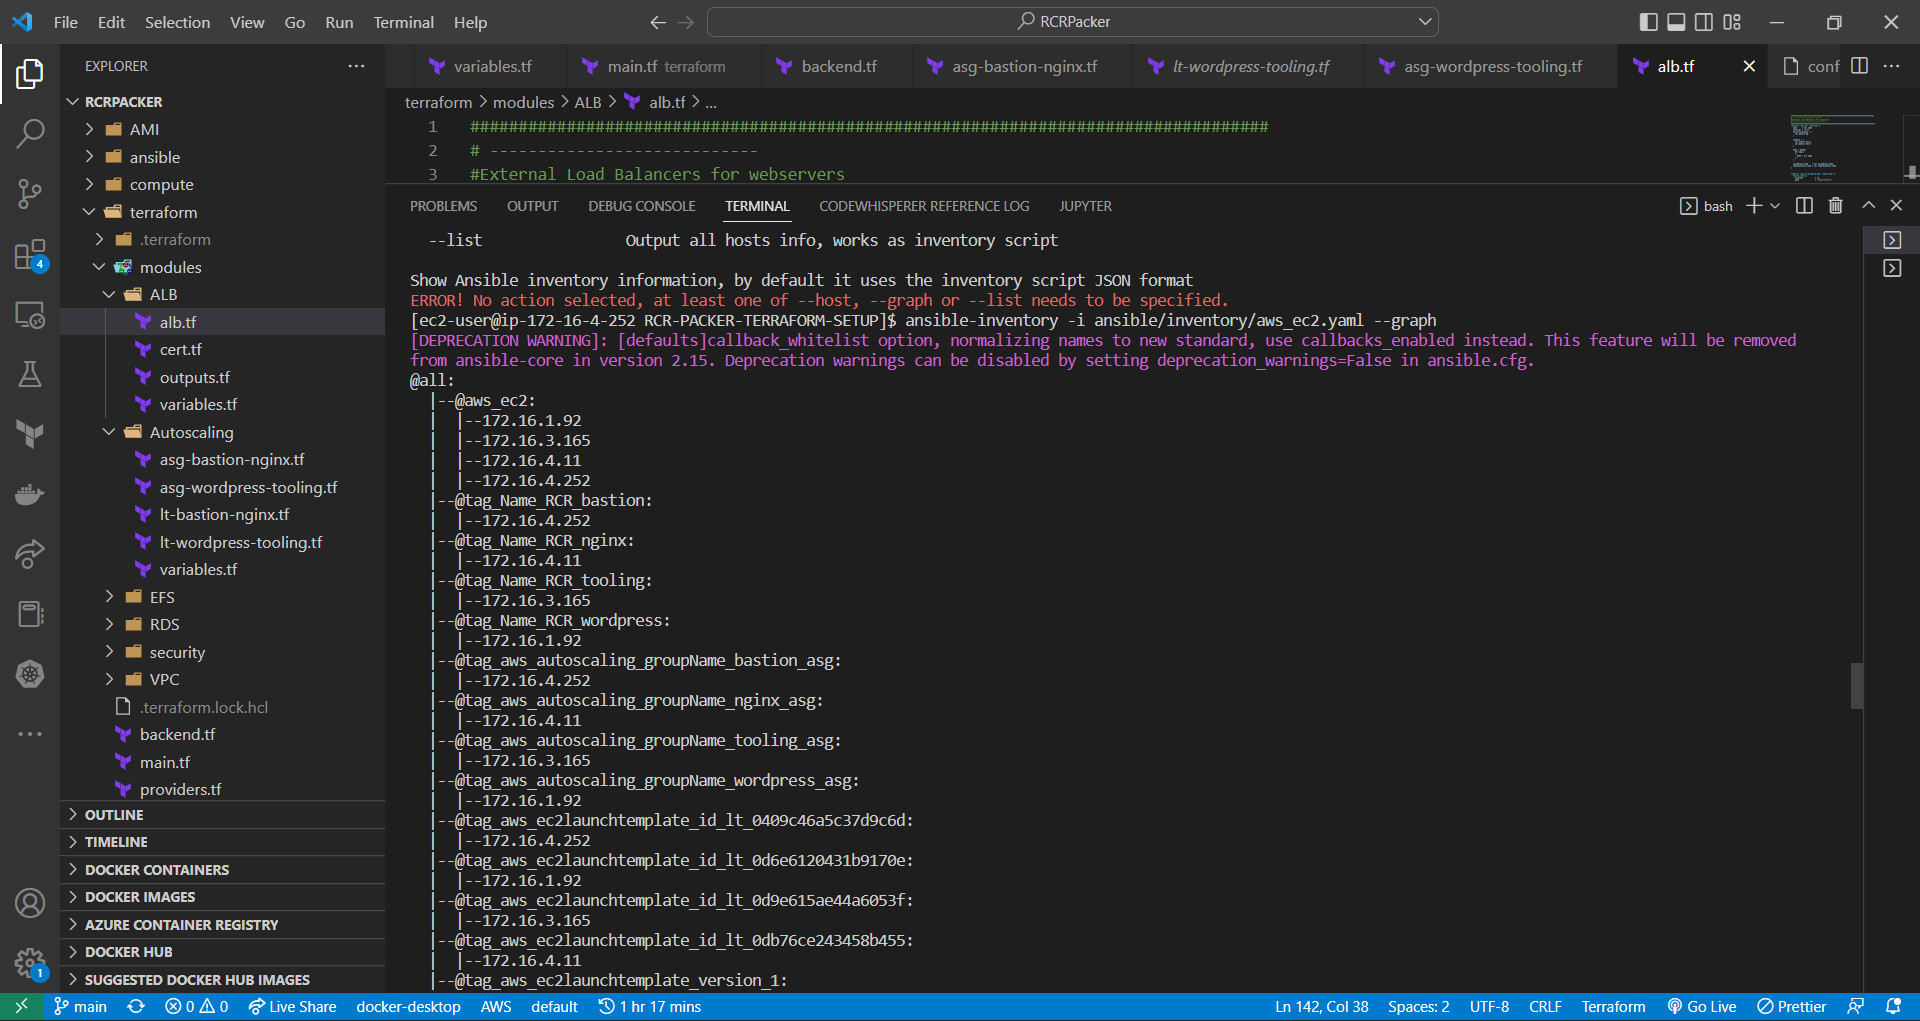 File Edit Selection View Go Run Terminal Help
RCRPacker
EXPLORER
RCRPACKER
AMI
ansible
compute
terraform
.terraform
modules
ALB
alb.tf
cert.tf
outputs.tf
variables.tf
Autoscaling
asg-bastion-nginx.tf
asg-wordpress-tooling.tf
lt-bastion-nginx.tf
lt-wordpress-tooling.tf
variables.tf
EFS
RDS
security
VPC
.terraform.lock.hcl
backend.tf
main.tf
providers.tf
OUTLINE
TIMELINE
DOCKER CONTAINERS
DOCKER IMAGES
AZURE CONTAINER REGISTRY
DOCKER HUB
SUGGESTED DOCKER HUB IMAGES
4
1
variables.tf main.tf terraform backend.tf asg-bastion-nginx.tf lt-wordpress-tooling.tf asg-wordpress-tooling.tf alb.tf conf
terraform > modules > ALB > alb.tf > ...
1 ###################################################################################
2 # ----------------------------
3 #External Load Balancers for webservers
PROBLEMS OUTPUT DEBUG CONSOLE TERMINAL CODEWHISPERER REFERENCE LOG JUPYTER bash
--list Output all hosts info, works as inventory script
Show Ansible inventory information, by default it uses the inventory script JSON format
ERROR! No action selected, at least one of --host, --graph or --list needs to be specified.
[ec2-user@ip-172-16-4-252 RCR-PACKER-TERRAFORM-SETUP]$ ansible-inventory -i ansible/inventory/aws_ec2.yaml --graph
[DEPRECATION WARNING]: [defaults]callback_whitelist option, normalizing names to new standard, use callbacks_enabled instead. This feature will be removed
from ansible-core in version 2.15. Deprecation warnings can be disabled by setting deprecation_warnings=False in ansible.cfg.
@all:
|--@aws_ec2:
| |--172.16.1.92
| |--172.16.3.165
| |--172.16.4.11
| |--172.16.4.252
|--@tag_Name_RCR_bastion:
| |--172.16.4.252
|--@tag_Name_RCR_nginx:
| |--172.16.4.11
|--@tag_Name_RCR_tooling:
| |--172.16.3.165
|--@tag_Name_RCR_wordpress:
| |--172.16.1.92
|--@tag_aws_autoscaling_groupName_bastion_asg:
| |--172.16.4.252
|--@tag_aws_autoscaling_groupName_nginx_asg:
| |--172.16.4.11
|--@tag_aws_autoscaling_groupName_tooling_asg:
| |--172.16.3.165
|--@tag_aws_autoscaling_groupName_wordpress_asg:
| |--172.16.1.92
|--@tag_aws_ec2launchtemplate_id_lt_0409c46a5c37d9c6d:
| |--172.16.4.252
|--@tag_aws_ec2launchtemplate_id_lt_0d6e6120431b9170e:
| |--172.16.1.92
|--@tag_aws_ec2launchtemplate_id_lt_0d9e615ae44a6053f:
| |--172.16.3.165
|--@tag_aws_ec2launchtemplate_id_lt_0db76ce243458b455:
| |--172.16.4.11
|--@tag_aws_ec2launchtemplate_version_1:
main 0 0 Live Share docker-desktop AWS default 1 hr 17 mins Ln 142, Col 38 Spaces: 2 UTF-8 CRLF Terraform Go Live Prettier